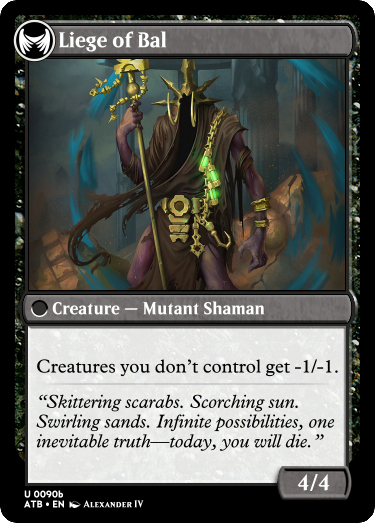 Liege of Bal
Creature — Mutant Shaman
Creatures you don't control get -1/-1.
"Skittering scarabs. Scorching sun.
Swirling sands. Infinite possibilities, one
inevitable truth—today, you will die."
4/4
U 0090b
ATB • EN Alexander IV